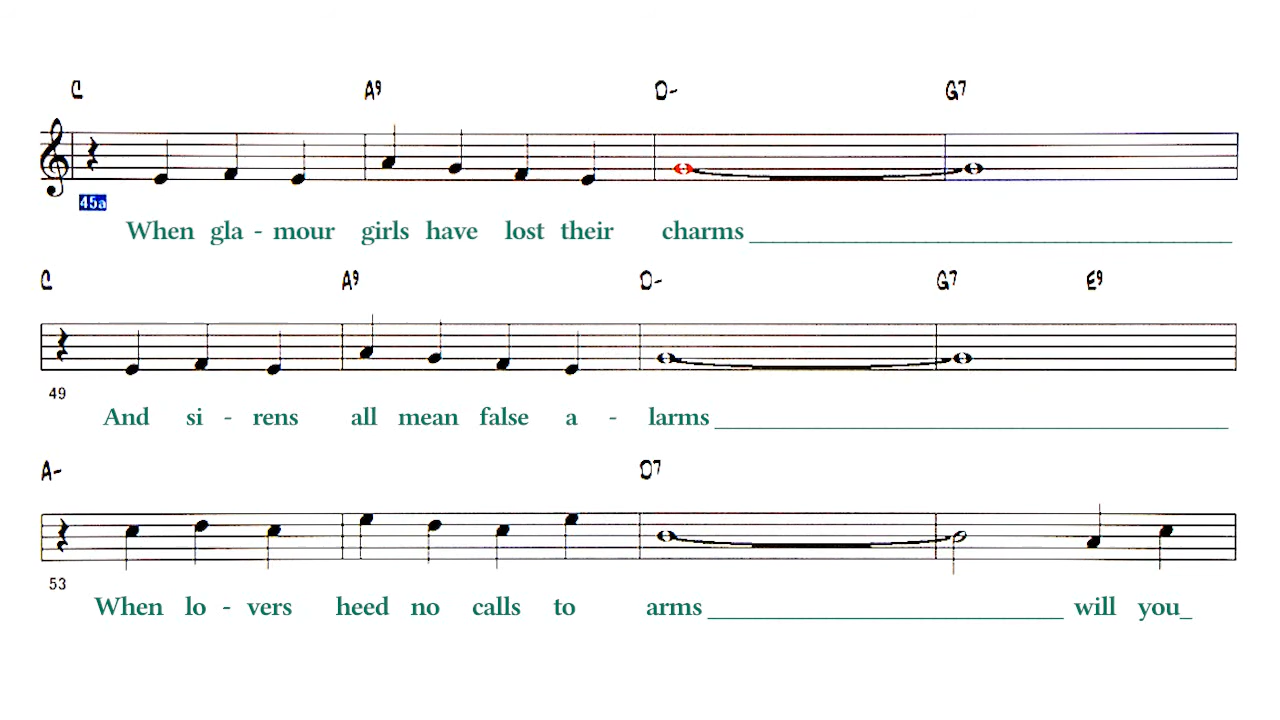 C A9 D- G7
45a
When gla - mour girls have lost their charms
C A9 D- G7 E9
49
And si - rens all mean false a - larms
A- D7
53
When lo - vers heed no calls to arms will you_